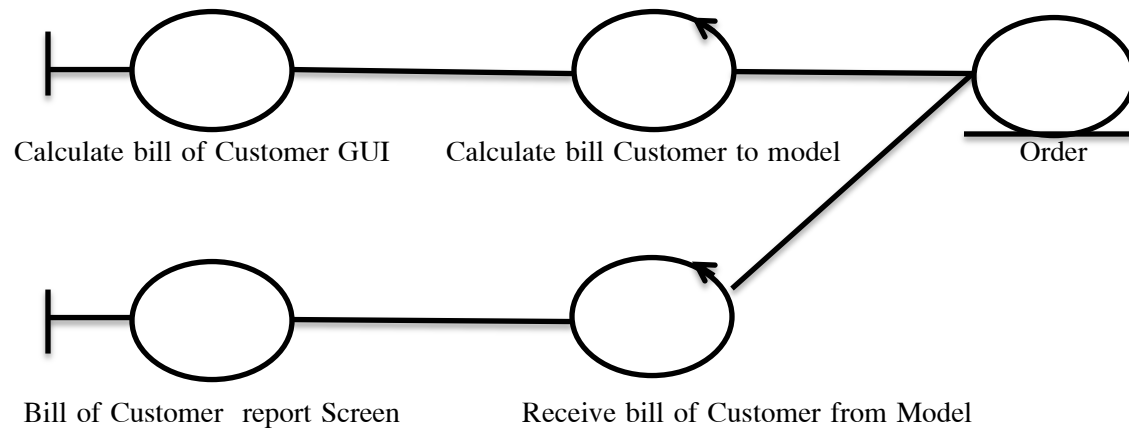 Calculate bill of Customer GUI
Calculate bill Customer to model
Order
Bill of Customer report Screen
Receive bill of Customer from Model